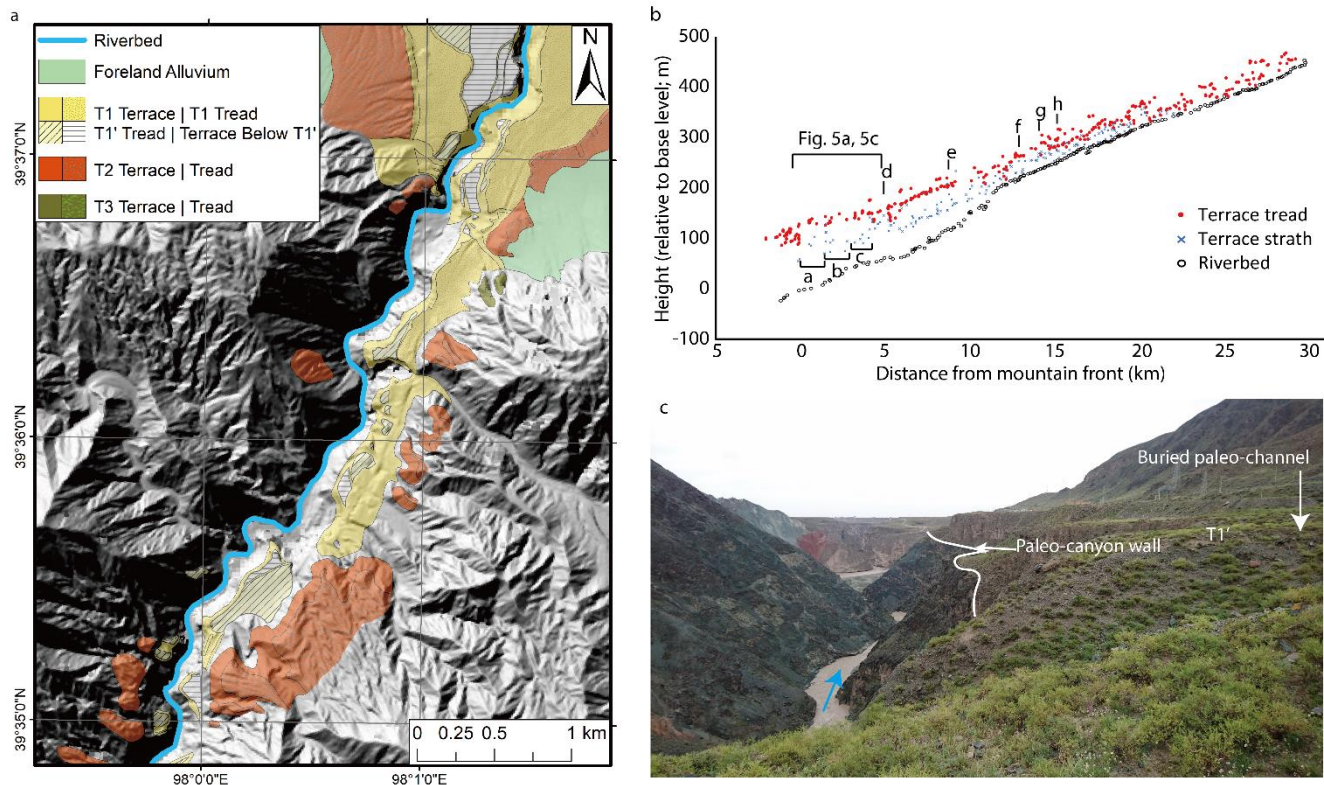 a
Riverbed
Foreland Alluvium
T1 Terrace | T1 Tread
T1' Tread | Terrace Below T1'
T2 Terrace | Tread
T3 Terrace | Tread
N
39°37'0"N
39°36'0"N
39°35'0"N
98°0'0"E
98°1'0"E
0 0.25 0.5 1 km
b
Height (relative to base level; m)
500
400
300
200
100
0
-100
Fig. 5a, 5c
a
b
c
d
e
f
g
h
Terrace tread
Terrace strath
Riverbed
5 0 5 10 15 20 25 30
Distance from mountain front (km)
c
Buried paleo-channel
T1'
Paleo-canyon wall